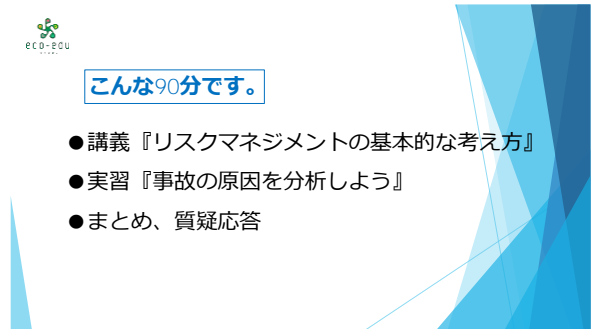 eco-edu
こんな90分です。
●講義『リスクマネジメントの基本的な考え方』
●実習『事故の原因を分析しよう』
●まとめ、質疑応答